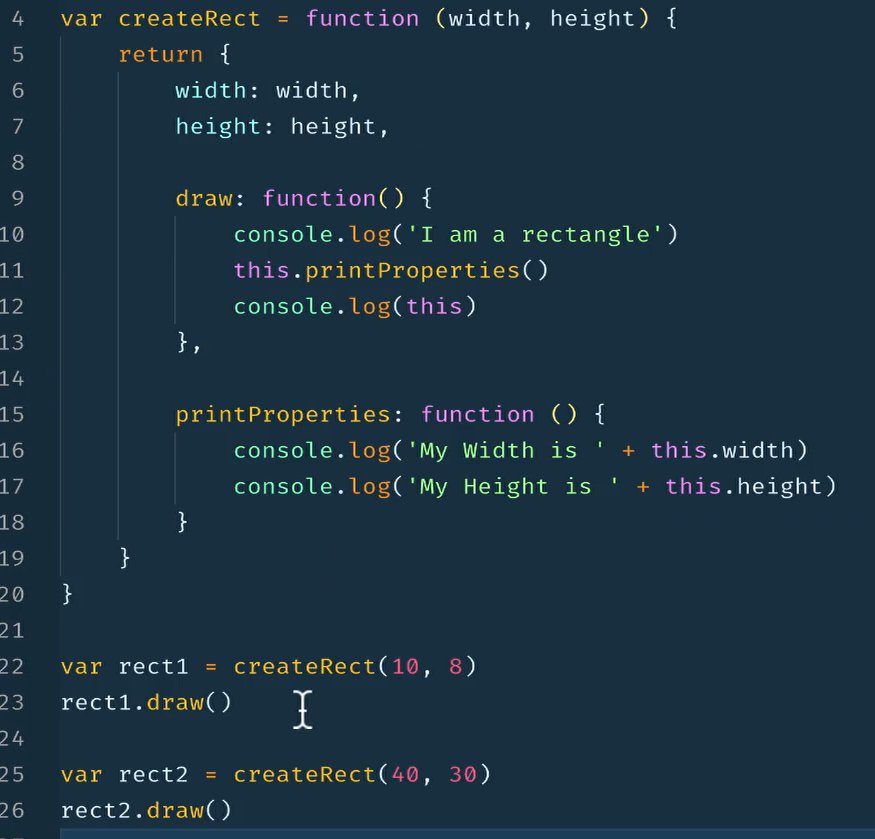 4 var createRect = function (width, height) {
5 return {
6 width: width,
7 height: height,
8
9 draw: function() {
10 console.log('I am a rectangle')
11 this.printProperties()
12 console.log(this)
13 },
14
15 printProperties: function () {
16 console.log('My Width is ' + this.width)
17 console.log('My Height is ' + this.height)
18 }
19 }
20 }
21
22 var rect1 = createRect(10, 8)
23 rect1.draw()
24
25 var rect2 = createRect(40, 30)
26 rect2.draw()